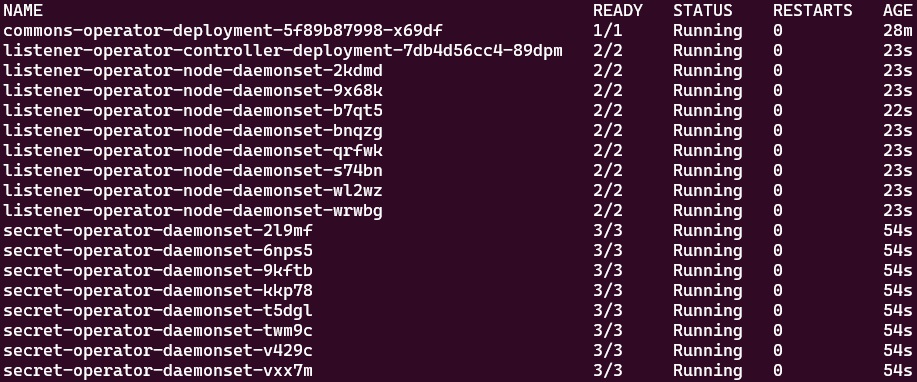 NAME READY STATUS RESTARTS AGE
commons-operator-deployment-5f89b87998-x69df 1/1 Running 0 28m
listener-operator-controller-deployment-7db4d56cc4-89dpm 2/2 Running 0 23s
listener-operator-node-daemonset-2kdmd 2/2 Running 0 23s
listener-operator-node-daemonset-9x68k 2/2 Running 0 23s
listener-operator-node-daemonset-b7qt5 2/2 Running 0 22s
listener-operator-node-daemonset-bnqzg 2/2 Running 0 23s
listener-operator-node-daemonset-qrfwk 2/2 Running 0 23s
listener-operator-node-daemonset-s74bn 2/2 Running 0 23s
listener-operator-node-daemonset-wl2wz 2/2 Running 0 23s
listener-operator-node-daemonset-wrwbg 2/2 Running 0 23s
secret-operator-daemonset-2l9mf 3/3 Running 0 54s
secret-operator-daemonset-6nps5 3/3 Running 0 54s
secret-operator-daemonset-9kftb 3/3 Running 0 54s
secret-operator-daemonset-kkp78 3/3 Running 0 54s
secret-operator-daemonset-t5dgl 3/3 Running 0 54s
secret-operator-daemonset-twm9c 3/3 Running 0 54s
secret-operator-daemonset-v429c 3/3 Running 0 54s
secret-operator-daemonset-vxx7m 3/3 Running 0 54s